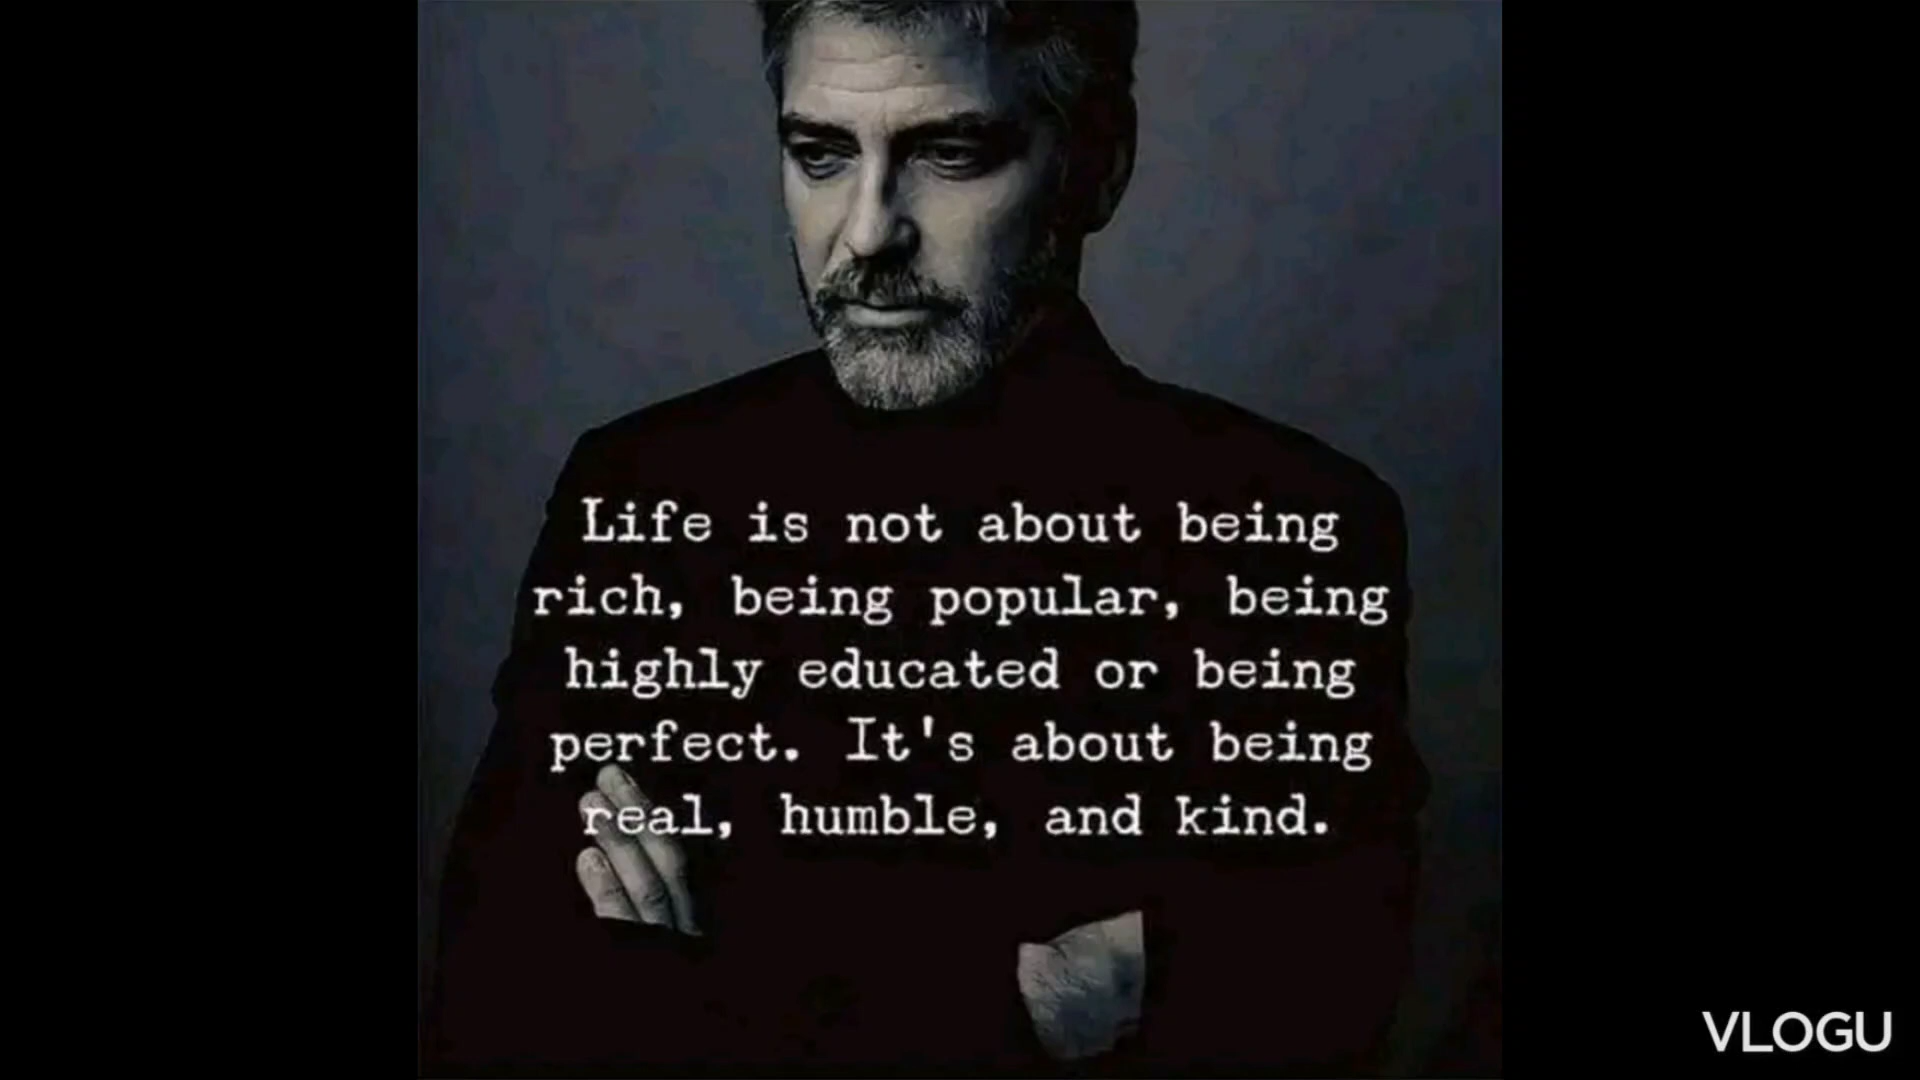 Life is not about being
rich, being popular, being
highly educated or being
perfect. It's about being
real, humble, and kind.
VLOGU